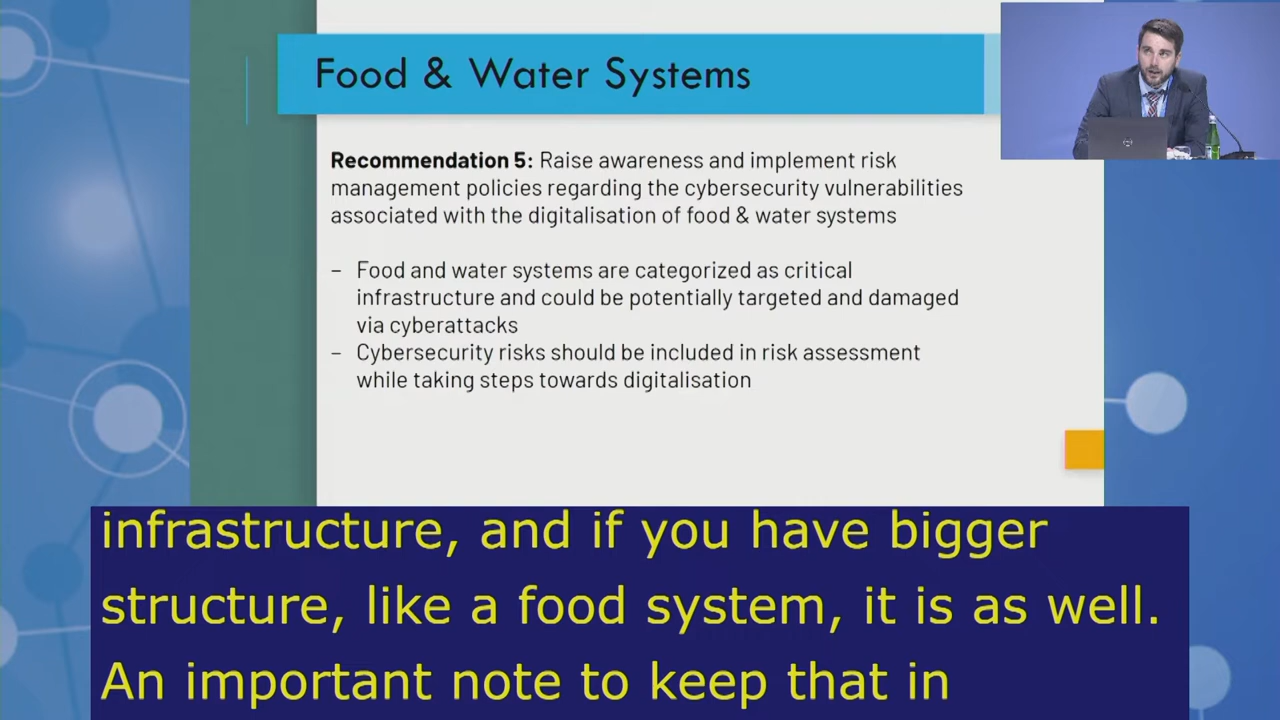 Food & Water Systems
Recommendation 5: Raise awareness and implement risk
management policies regarding the cybersecurity vulnerabilities
associated with the digitalisation of food & water systems
– Food and water systems are categorized as critical
infrastructure and could be potentially targeted and damaged
via cyberattacks
– Cybersecurity risks should be included in risk assessment
while taking steps towards digitalisation
infrastructure, and if you have bigger
structure, like a food system, it is as well.
An important note to keep that in